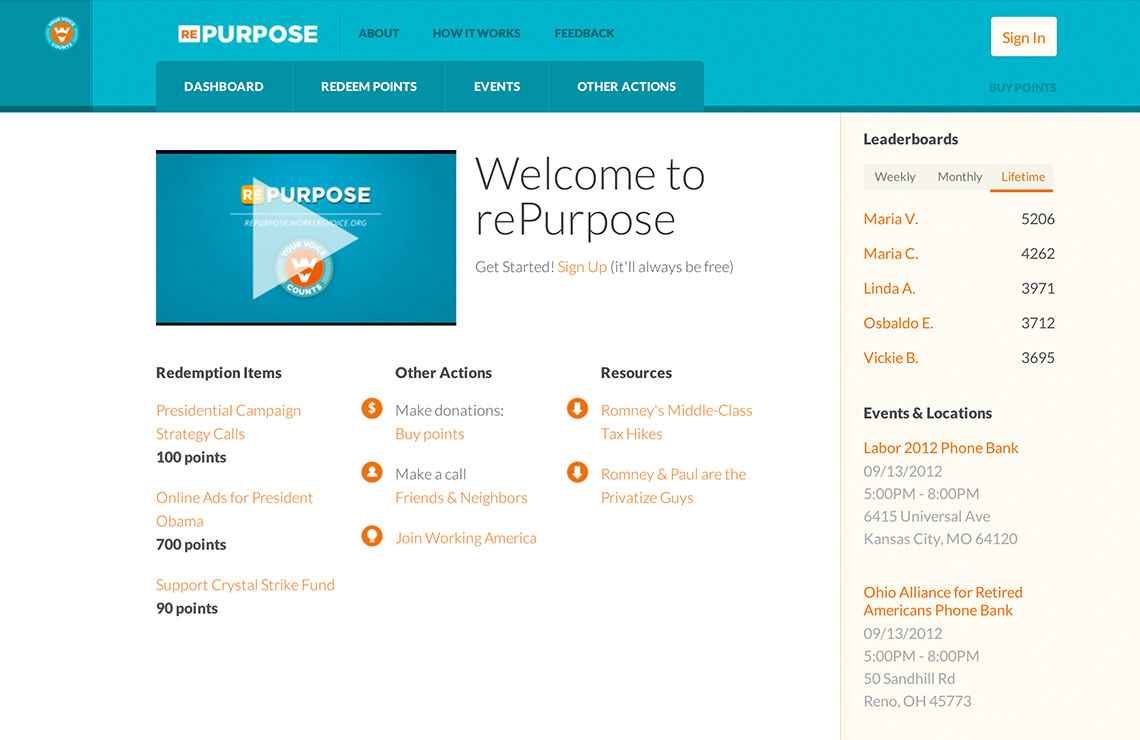 YOUR VOICE
COUNTS
REPURPOSE
ABOUT
HOW IT WORKS
FEEDBACK
Sign In
DASHBOARD
REDEEM POINTS
EVENTS
OTHER ACTIONS
BUY POINTS
REPURPOSE
REPURPOSE.WORKERSVOICE.ORG
YOUR VOICE
COUNTS
Welcome to
rePurpose
Get Started! Sign Up (it'll always be free)
Redemption Items
Presidential Campaign
Strategy Calls
100 points
Online Ads for President
Obama
700 points
Support Crystal Strike Fund
90 points
Other Actions
$
Make donations:
Buy points
Make a call
Friends & Neighbors
Join Working America
Resources
Romney's Middle-Class
Tax Hikes
Romney & Paul are the
Privatize Guys
Leaderboards
Weekly Monthly Lifetime
Maria V. 5206
Maria C. 4262
Linda A. 3971
Osbaldo E. 3712
Vickie B. 3695
Events & Locations
Labor 2012 Phone Bank
09/13/2012
5:00PM - 8:00PM
6415 Universal Ave
Kansas City, MO 64120
Ohio Alliance for Retired
Americans Phone Bank
09/13/2012
5:00PM - 8:00PM
50 Sandhill Rd
Reno, OH 45773